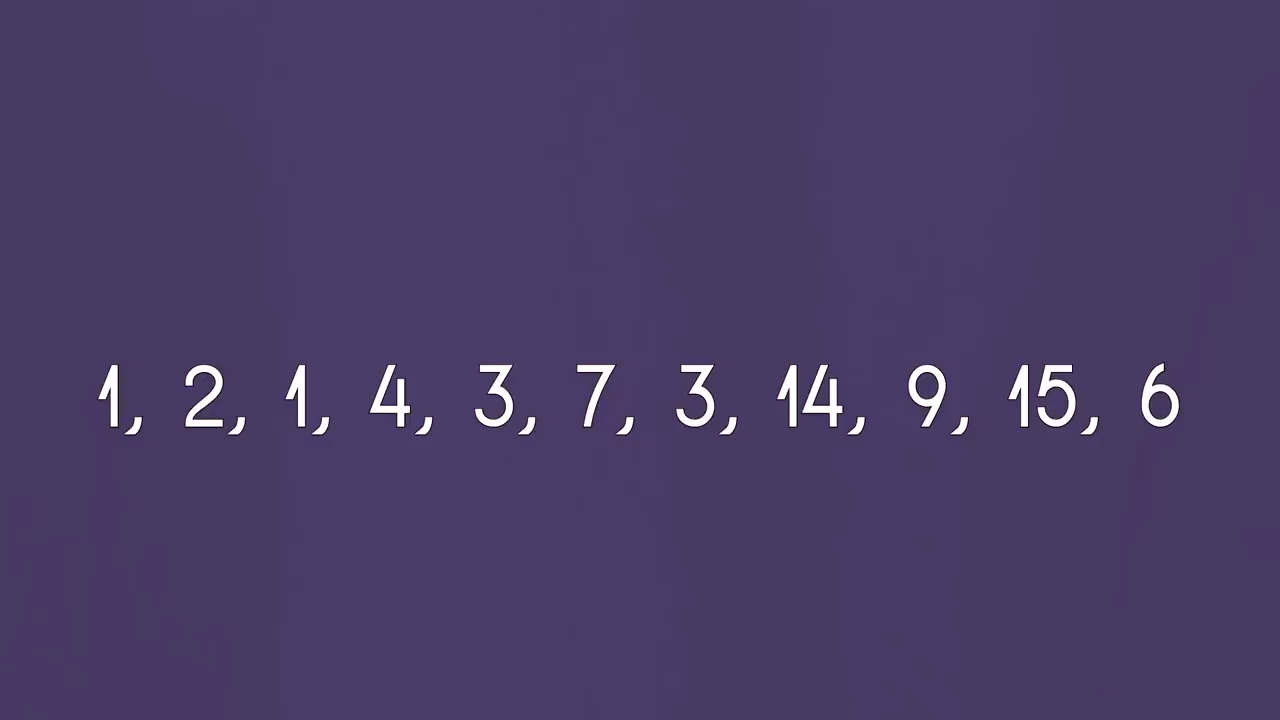 1, 2, 1, 4, 3, 7, 3, 14, 9, 15, 6